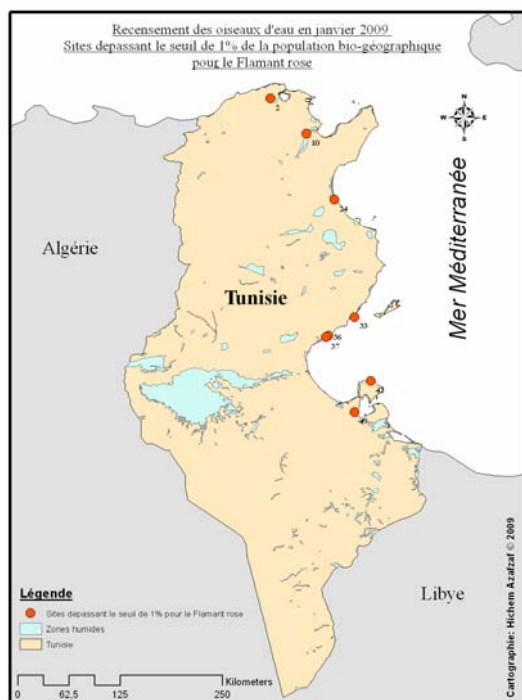 Recensement des oiseaux d'eau en janvier 2009
Sites depassant le seuil de 1% de la population bio-géographique
pour le Flamant rose
N
W E
S
2
10
Algérie
Mer Méditerranée
Tunisie
35
36
37
Libye
Légende
Sites depassant le seuil de 1% pour le Flamant rose
Zones humides
Tunisie
Kilometers
0 62.5 125 250
Cartographie: Hichem Azafzaf © 2009